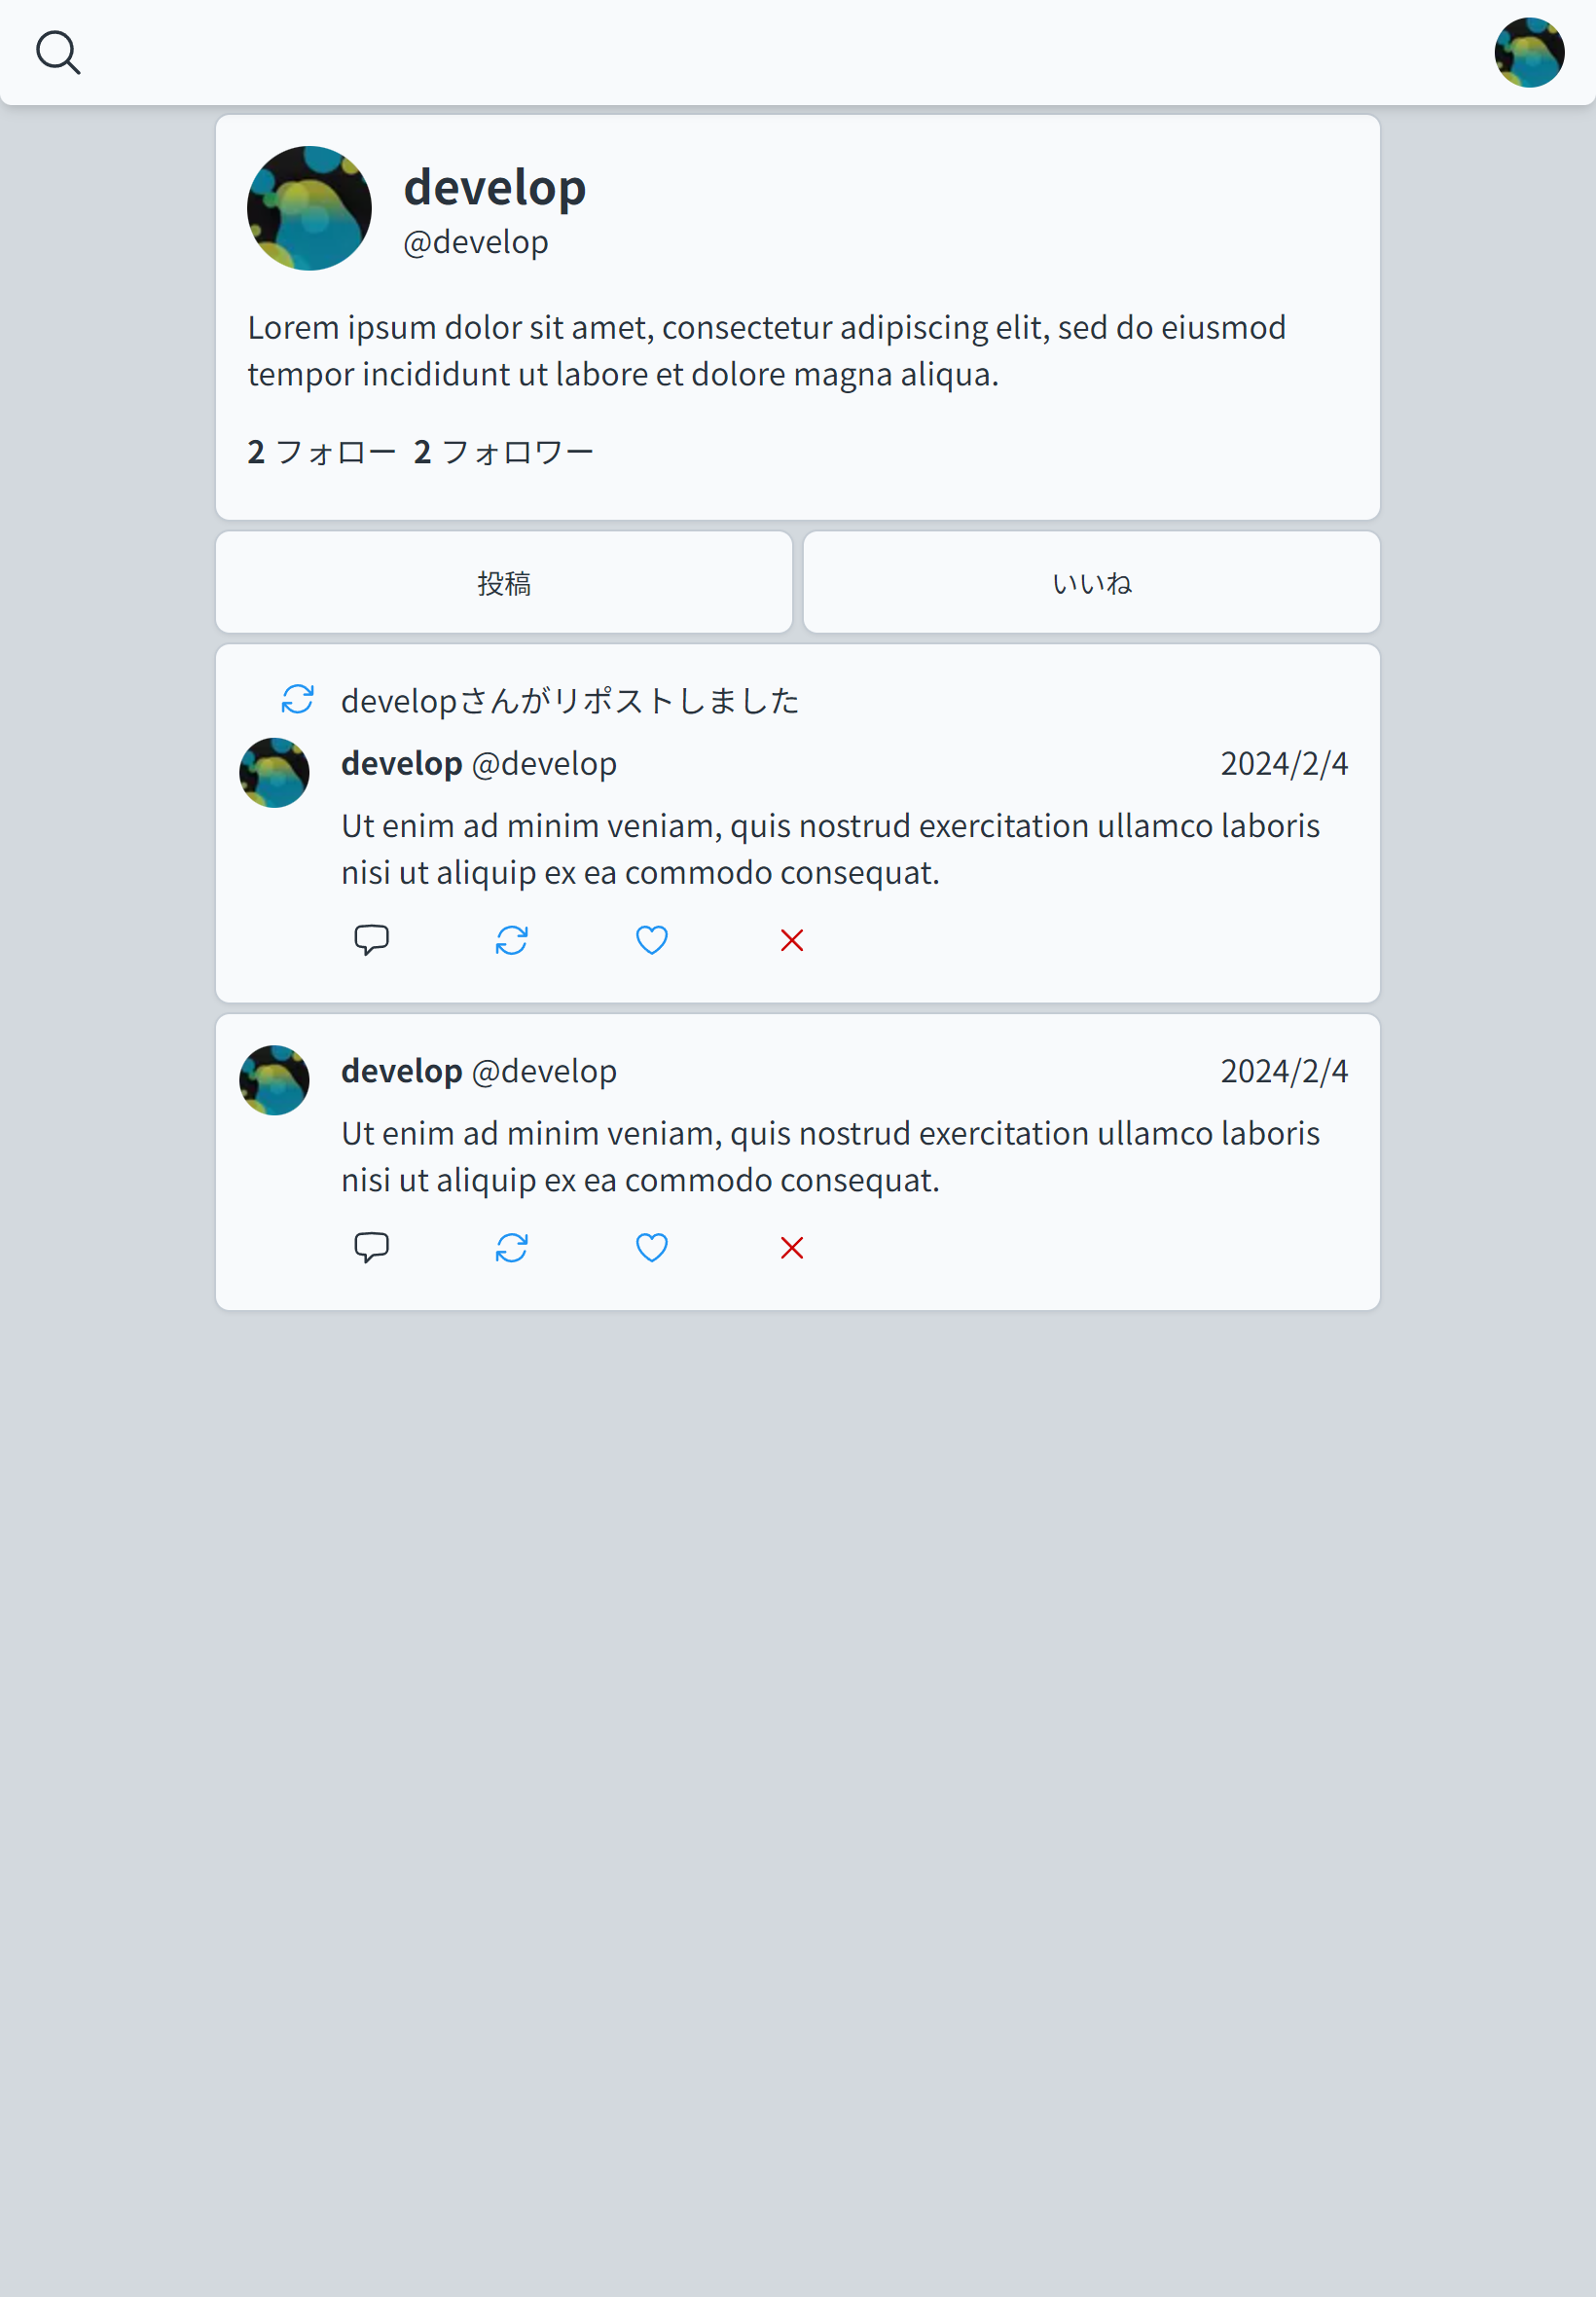 develop
@develop
Lorem ipsum dolor sit amet, consectetur adipiscing elit, sed do eiusmod
tempor incididunt ut labore et dolore magna aliqua.
2 フォロー 2 フォロワー
投稿 いいね
developさんがリポストしました
develop @develop 2024/2/4
Ut enim ad minim veniam, quis nostrud exercitation ullamco laboris
nisi ut aliquip ex ea commodo consequat.
develop @develop 2024/2/4
Ut enim ad minim veniam, quis nostrud exercitation ullamco laboris
nisi ut aliquip ex ea commodo consequat.